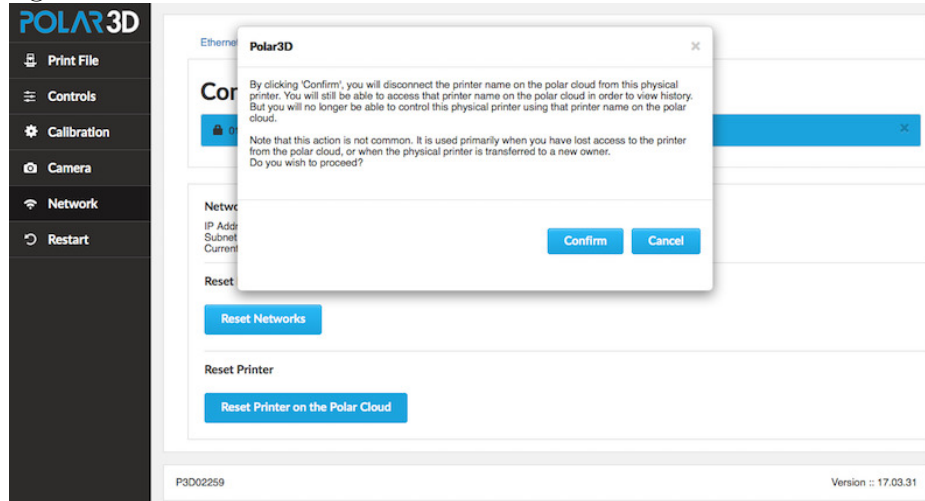 POLAR3D
Print File
Controls
Calibration
Camera
Network
Restart
Polar3D
By clicking 'Confirm', you will disconnect the printer name on the polar cloud from this physical
printer. You will still be able to access that printer name on the polar cloud in order to view history.
But you will no longer be able to control this physical printer using that printer name on the polar
cloud.
Note that this action is not common. It is used primarily when you have lost access to the printer
from the polar cloud, or when the physical printer is transferred to a new owner.
Do you wish to proceed?
Confirm
Cancel
IP Addr
Subnet
Current
Reset
Reset Networks
Reset Printer
Reset Printer on the Polar Cloud
P3D02259
Version :: 17.03.31